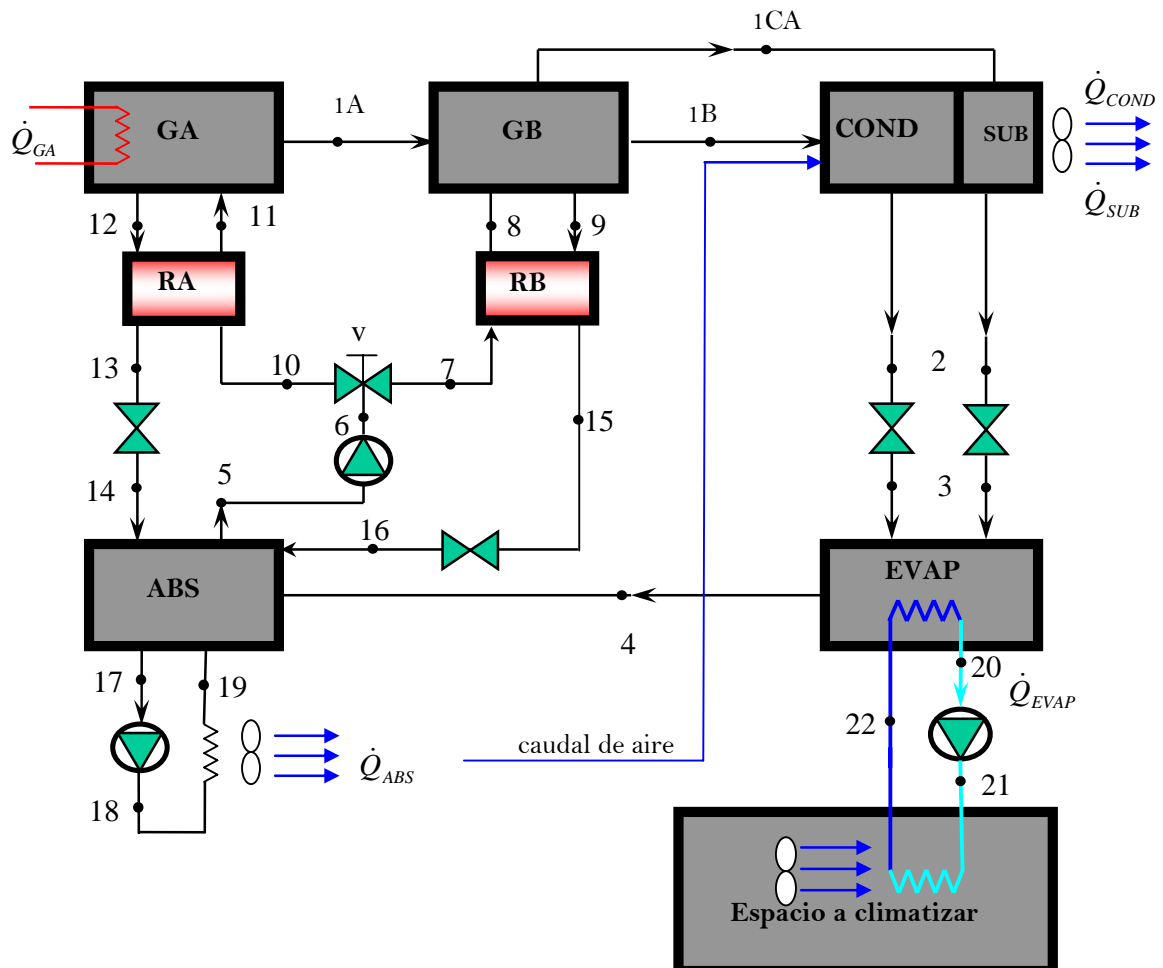 1CA
GA
1A
GB
1B
COND
SUB
Q̇COND
Q̇GA
Q̇SUB
12
11
8
9
RA
RB
13
10
v
7
2
6
15
14
5
16
3
ABS
EVAP
4
17
19
20
Q̇EVAP
22
caudal de aire
Q̇ABS
18
21
Espacio a climatizar